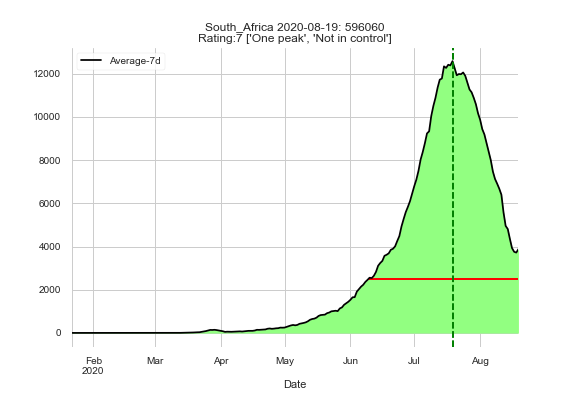 South_Africa 2020-08-19: 596060
Rating:7 ['One peak', 'Not in control']
Average-7d
12000
10000
8000
6000
4000
2000
0
Feb Mar Apr May Jun Jul Aug
2020
Date